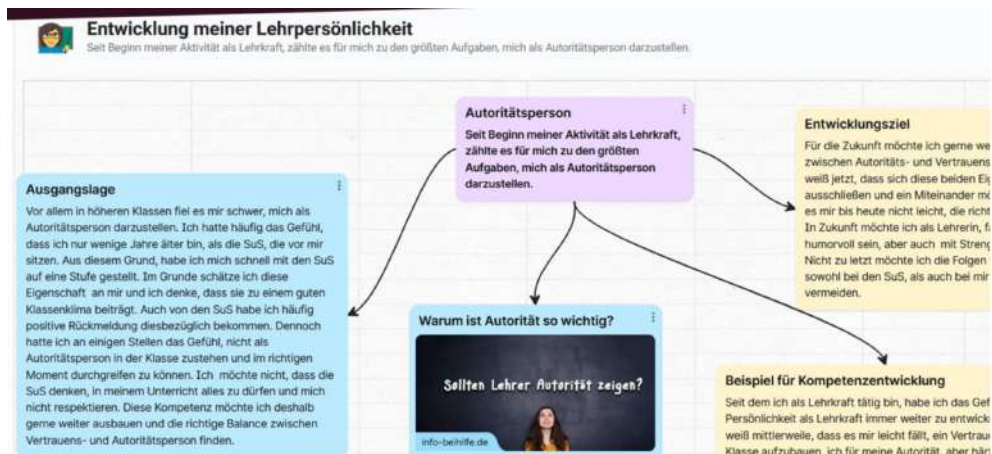 Entwicklung meiner Lehrpersönlichkeit
Seit Beginn meiner Aktivität als Lehrkraft, zählte es für mich zu den größten Aufgaben, mich als Autoritätsperson darzustellen.
Autoritätsperson
Seit Beginn meiner Aktivität als Lehrkraft,
zählte es für mich zu den größten
Aufgaben, mich als Autoritätsperson
darzustellen.
Ausgangslage
Vor allem in höheren Klassen fiel es mir schwer, mich als
Autoritätsperson darzustellen. Ich hatte häufig das Gefühl,
dass ich nur wenige Jahre älter bin, als die SuS, die vor mir
sitzen. Aus diesem Grund, habe ich mich schnell mit den SuS
auf eine Stufe gestellt. Im Grunde schätze ich diese
Eigenschaft an mir und ich denke, dass sie zu einem guten
Klassenklima beiträgt. Auch von den SuS habe ich häufig
positive Rückmeldung diesbezüglich bekommen. Dennoch
hatte ich an einigen Stellen das Gefühl, nicht als
Autoritätsperson in der Klasse zustehen und im richtigen
Moment durchgreifen zu können. Ich möchte nicht, dass die
SuS denken, in meinem Unterricht alles zu dürfen und mich
nicht respektieren. Diese Kompetenz möchte ich deshalb
gerne weiter ausbauen und die richtige Balance zwischen
Vertrauens- und Autoritätsperson finden.
Warum ist Autorität so wichtig?
Sollten Lehrer Autorität zeigen?
info-beihilfe.de
Entwicklungsziel
Für die Zukunft möchte ich gerne we
zwischen Autoritäts- und Vertrauens
weiß jetzt, dass sich diese beiden Eig
ausschließen und ein Miteinander mö
es mir bis heute nicht leicht, die richt
In Zukunft möchte ich als Lehrerin, fa
humorvoll sein, aber auch mit Streng
Nicht zu letzt möchte ich die Folgen
sowohl bei den SuS, als auch bei mir
vermeiden.
Beispiel für Kompetenzentwicklung
Seit dem ich als Lehrkraft tätig bin, habe ich das Gef
Persönlichkeit als Lehrkraft immer weiter zu entwick
weiß mittlerweile, dass es mir leicht fällt, ein Vertrau
Klasse aufzubauen, ich für meine Autorität, aber här